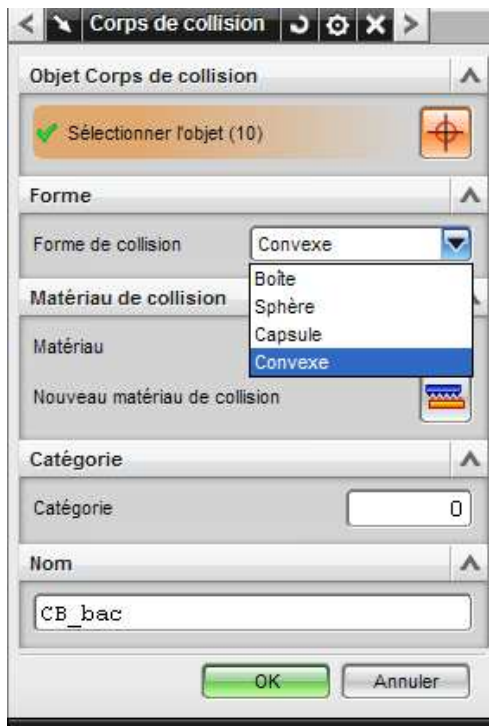 Corps de collision
Objet Corps de collision
Sélectionner l'objet (10)
Forme
Forme de collision Convexe
Boîte
Sphère
Capsule
Convexe
Matériau de collision
Matériau
Nouveau matériau de collision
Catégorie
Catégorie 0
Nom
CB_bac
OK Annuler